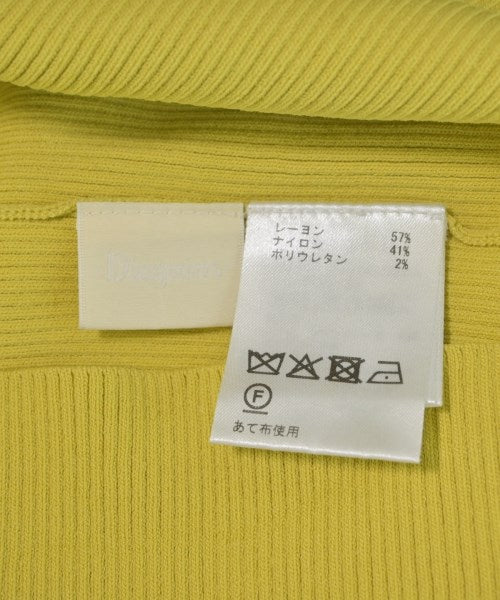 レーヨン 57%
ナイロン 41%
ポリウレタン 2%
F
あて布使用